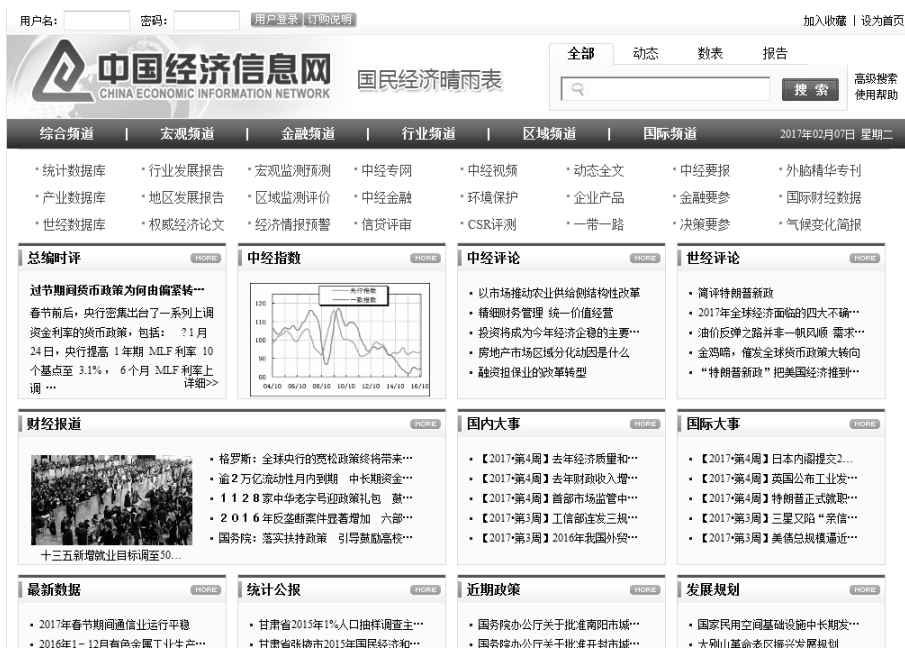 用户名: 密码: 用户登录 订购说明 加入收藏 | 设为首页
中国经济信息网
CHINA ECONOMIC INFORMATION NETWORK
国民经济晴雨表
全部 动态 数表 报告
搜 索
高级搜索
使用帮助
综合频道 | 宏观频道 | 金融频道 | 行业频道 | 区域频道 | 国际频道 2017年02月07日 星期二
·统计数据库 ·行业发展报告 ·宏观监测预测 ·中经专网 ·中经视频 ·动态全文 ·中经要报 ·外脑精华专刊
·产业数据库 ·地区发展报告 ·区域监测评价 ·中经金融 ·环境保护 ·企业产品 ·金融要参 ·国际财经数据
·世经数据库 ·权威经济论文 ·经济情报预警 ·信贷评审 ·CSR评测 ·一带一路 ·决策要参 ·气候变化简报
总编时评 MORE
过节期间货币政策为何由偏紧转…
春节前后，央行密集出台了一系列上调
资金利率的货币政策，包括： ?1月
24日，央行提高 1年期 MLF利率 10
个基点至 3.1%， 6个月 MLF利率上
调 … 详细>>
中经指数 MORE
先行指数
一致指数
120
110
100
90
04/10 06/10 08/10 10/10 12/10 14/10 16/10
中经评论 MORE
· 以市场推动农业供给侧结构性改革
· 精细财务管理 统一价值经营
· 投资将成为今年经济企稳的主要…
· 房地产市场区域分化动因是什么
· 融资担保业的改革转型
世经评论 MORE
· 简评特朗普新政
· 2017年全球经济面临的四大不确…
· 油价反弹之路并非一帆风顺 需求…
· 金鸡啼，催发全球货币政策大转向
· “特朗普新政”把美国经济推到…
财经报道 MORE
十三五新增就业目标调至50...
· 格罗斯：全球央行的宽松政策终将带来…
· 逾2万亿流动性月内到期 中长期资金…
· 1128家中华老字号迎政策礼包 鼓…
· 2016年反垄断案件显著增加 六部…
· 国务院：落实扶持政策 引导鼓励高校…
国内大事 MORE
· 【2017•第4周】去年经济质量和…
· 【2017•第4周】去年财政收入增…
· 【2017•第4周】首部市场监管中…
· 【2017•第3周】工信部连发三规…
· 【2017•第3周】2016年我国外贸…
国际大事 MORE
· 【2017•第4周】日本内阁提交2...
· 【2017•第4周】英国公布工业发…
· 【2017•第4周】特朗普正式就职…
· 【2017•第3周】三星又陷“亲信…
· 【2017•第3周】美债总规模逼近…
最新数据 MORE
· 2017年春节期间通信业运行平稳
· 2016年1－12月有色金属工业生产…
统计公报 MORE
· 甘肃省2015年1%人口抽样调查主…
· 甘肃省张掖市2015年国民经济和…
近期政策 MORE
· 国务院办公厅关于批准南阳市城…
· 国务院办公厅关于批准开封市城…
发展规划 MORE
· 国家民用空间基础设施中长期发…
· 大别山革命老区振兴发展规划